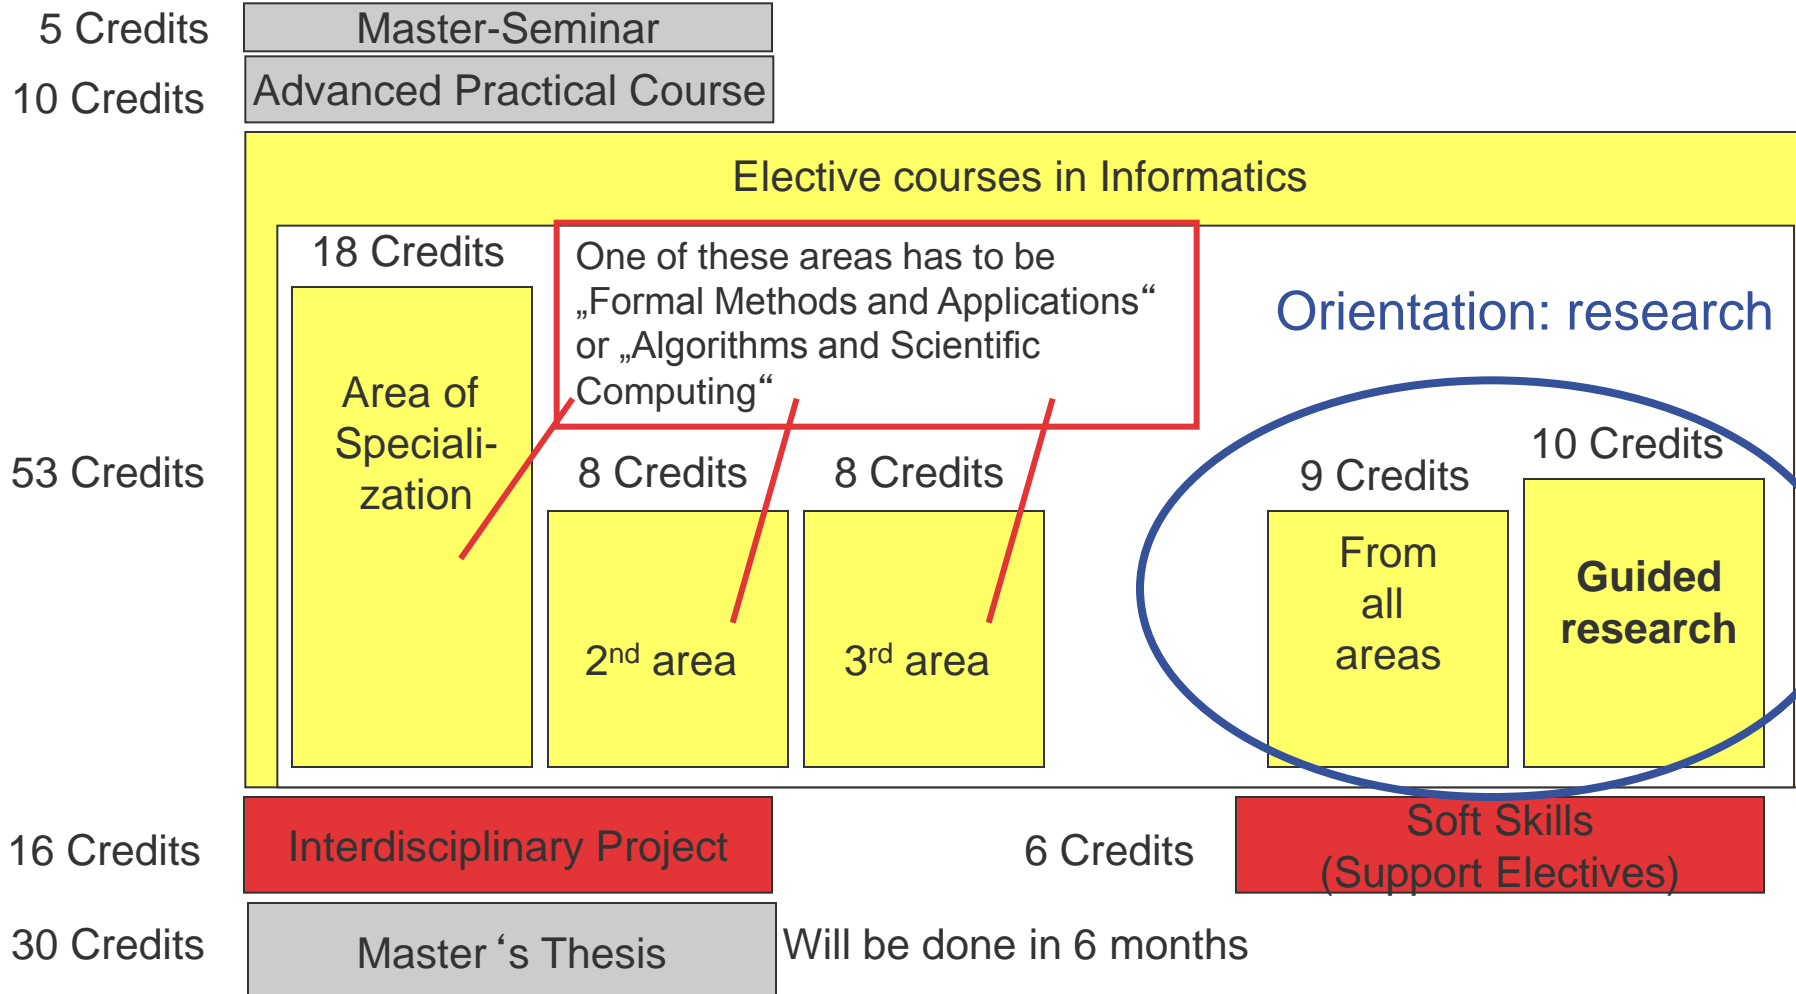 5 Credits
Master-Seminar
10 Credits
Advanced Practical Course
Elective courses in Informatics
18 Credits
One of these areas has to be
„Formal Methods and Applications“
or „Algorithms and Scientific
Computing“
Orientation: research
Area of
Speciali-
zation
53 Credits
8 Credits
8 Credits
9 Credits
10 Credits
2nd area
3rd area
From
all
areas
Guided
research
16 Credits
Interdisciplinary Project
6 Credits
Soft Skills
(Support Electives)
30 Credits
Master‘s Thesis
Will be done in 6 months